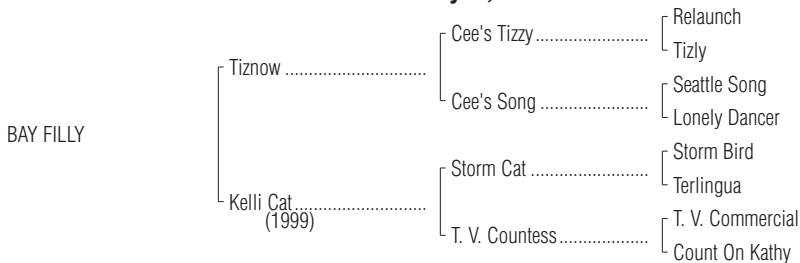 Relaunch
Cee's Tizzy
Tizly
Tiznow
Seattle Song
Cee's Song
Lonely Dancer
BAY FILLY
Storm Bird
Storm Cat
Terlingua
Kelli Cat
(1999)
T. V. Commercial
T. V. Countess
Count On Kathy